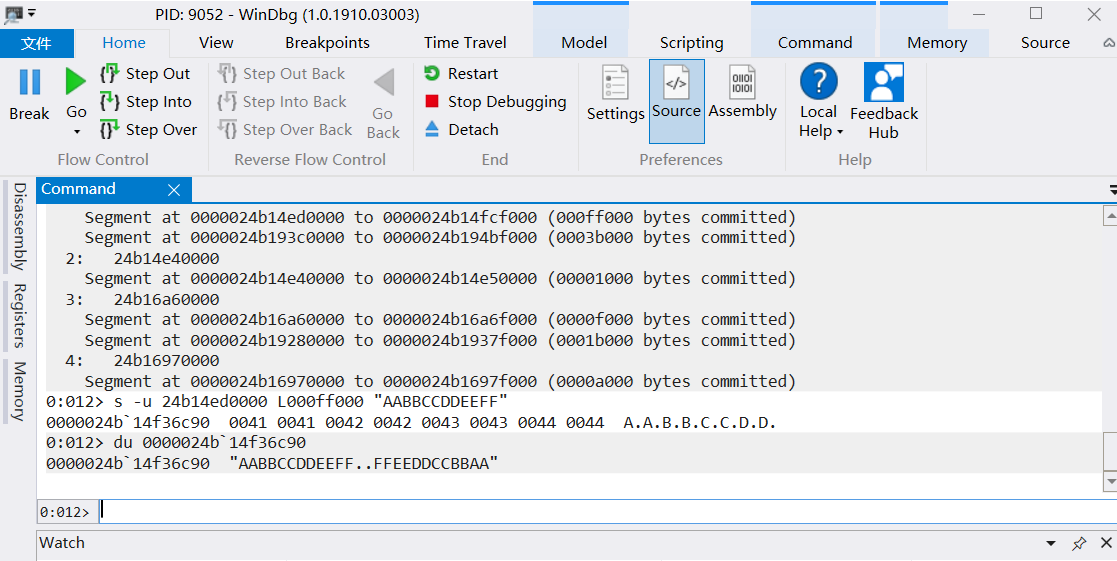 PID: 9052 - WinDbg (1.0.1910.03003)
文件 Home View Breakpoints Time Travel Model Scripting Command Memory Source
Break
Go
Step Out
Step Into
Step Over
Flow Control
Step Out Back
Step Into Back
Step Over Back
Go
Back
Reverse Flow Control
Restart
Stop Debugging
Detach
End
Settings
Source
Assembly
Preferences
Local
Help
Feedback
Hub
Help
Disassembly
Registers
Memory
Command
Segment at 0000024b14ed0000 to 0000024b14fcf000 (000ff000 bytes committed)
Segment at 0000024b193c0000 to 0000024b194bf000 (0003b000 bytes committed)
2: 24b14e40000
Segment at 0000024b14e40000 to 0000024b14e50000 (00001000 bytes committed)
3: 24b16a60000
Segment at 0000024b16a60000 to 0000024b16a6f000 (0000f000 bytes committed)
Segment at 0000024b19280000 to 0000024b1937f000 (0001b000 bytes committed)
4: 24b16970000
Segment at 0000024b16970000 to 0000024b1697f000 (0000a000 bytes committed)
0:012> s -u 24b14ed0000 L000ff000 "AABBCCDDEEFF"
0000024b`14f36c90 0041 0041 0042 0042 0043 0043 0044 0044 A.A.B.B.C.C.D.D.
0:012> du 0000024b`14f36c90
0000024b`14f36c90 "AABBCCDDEEFF..FFEEDDCCBBAA"
0:012>
Watch